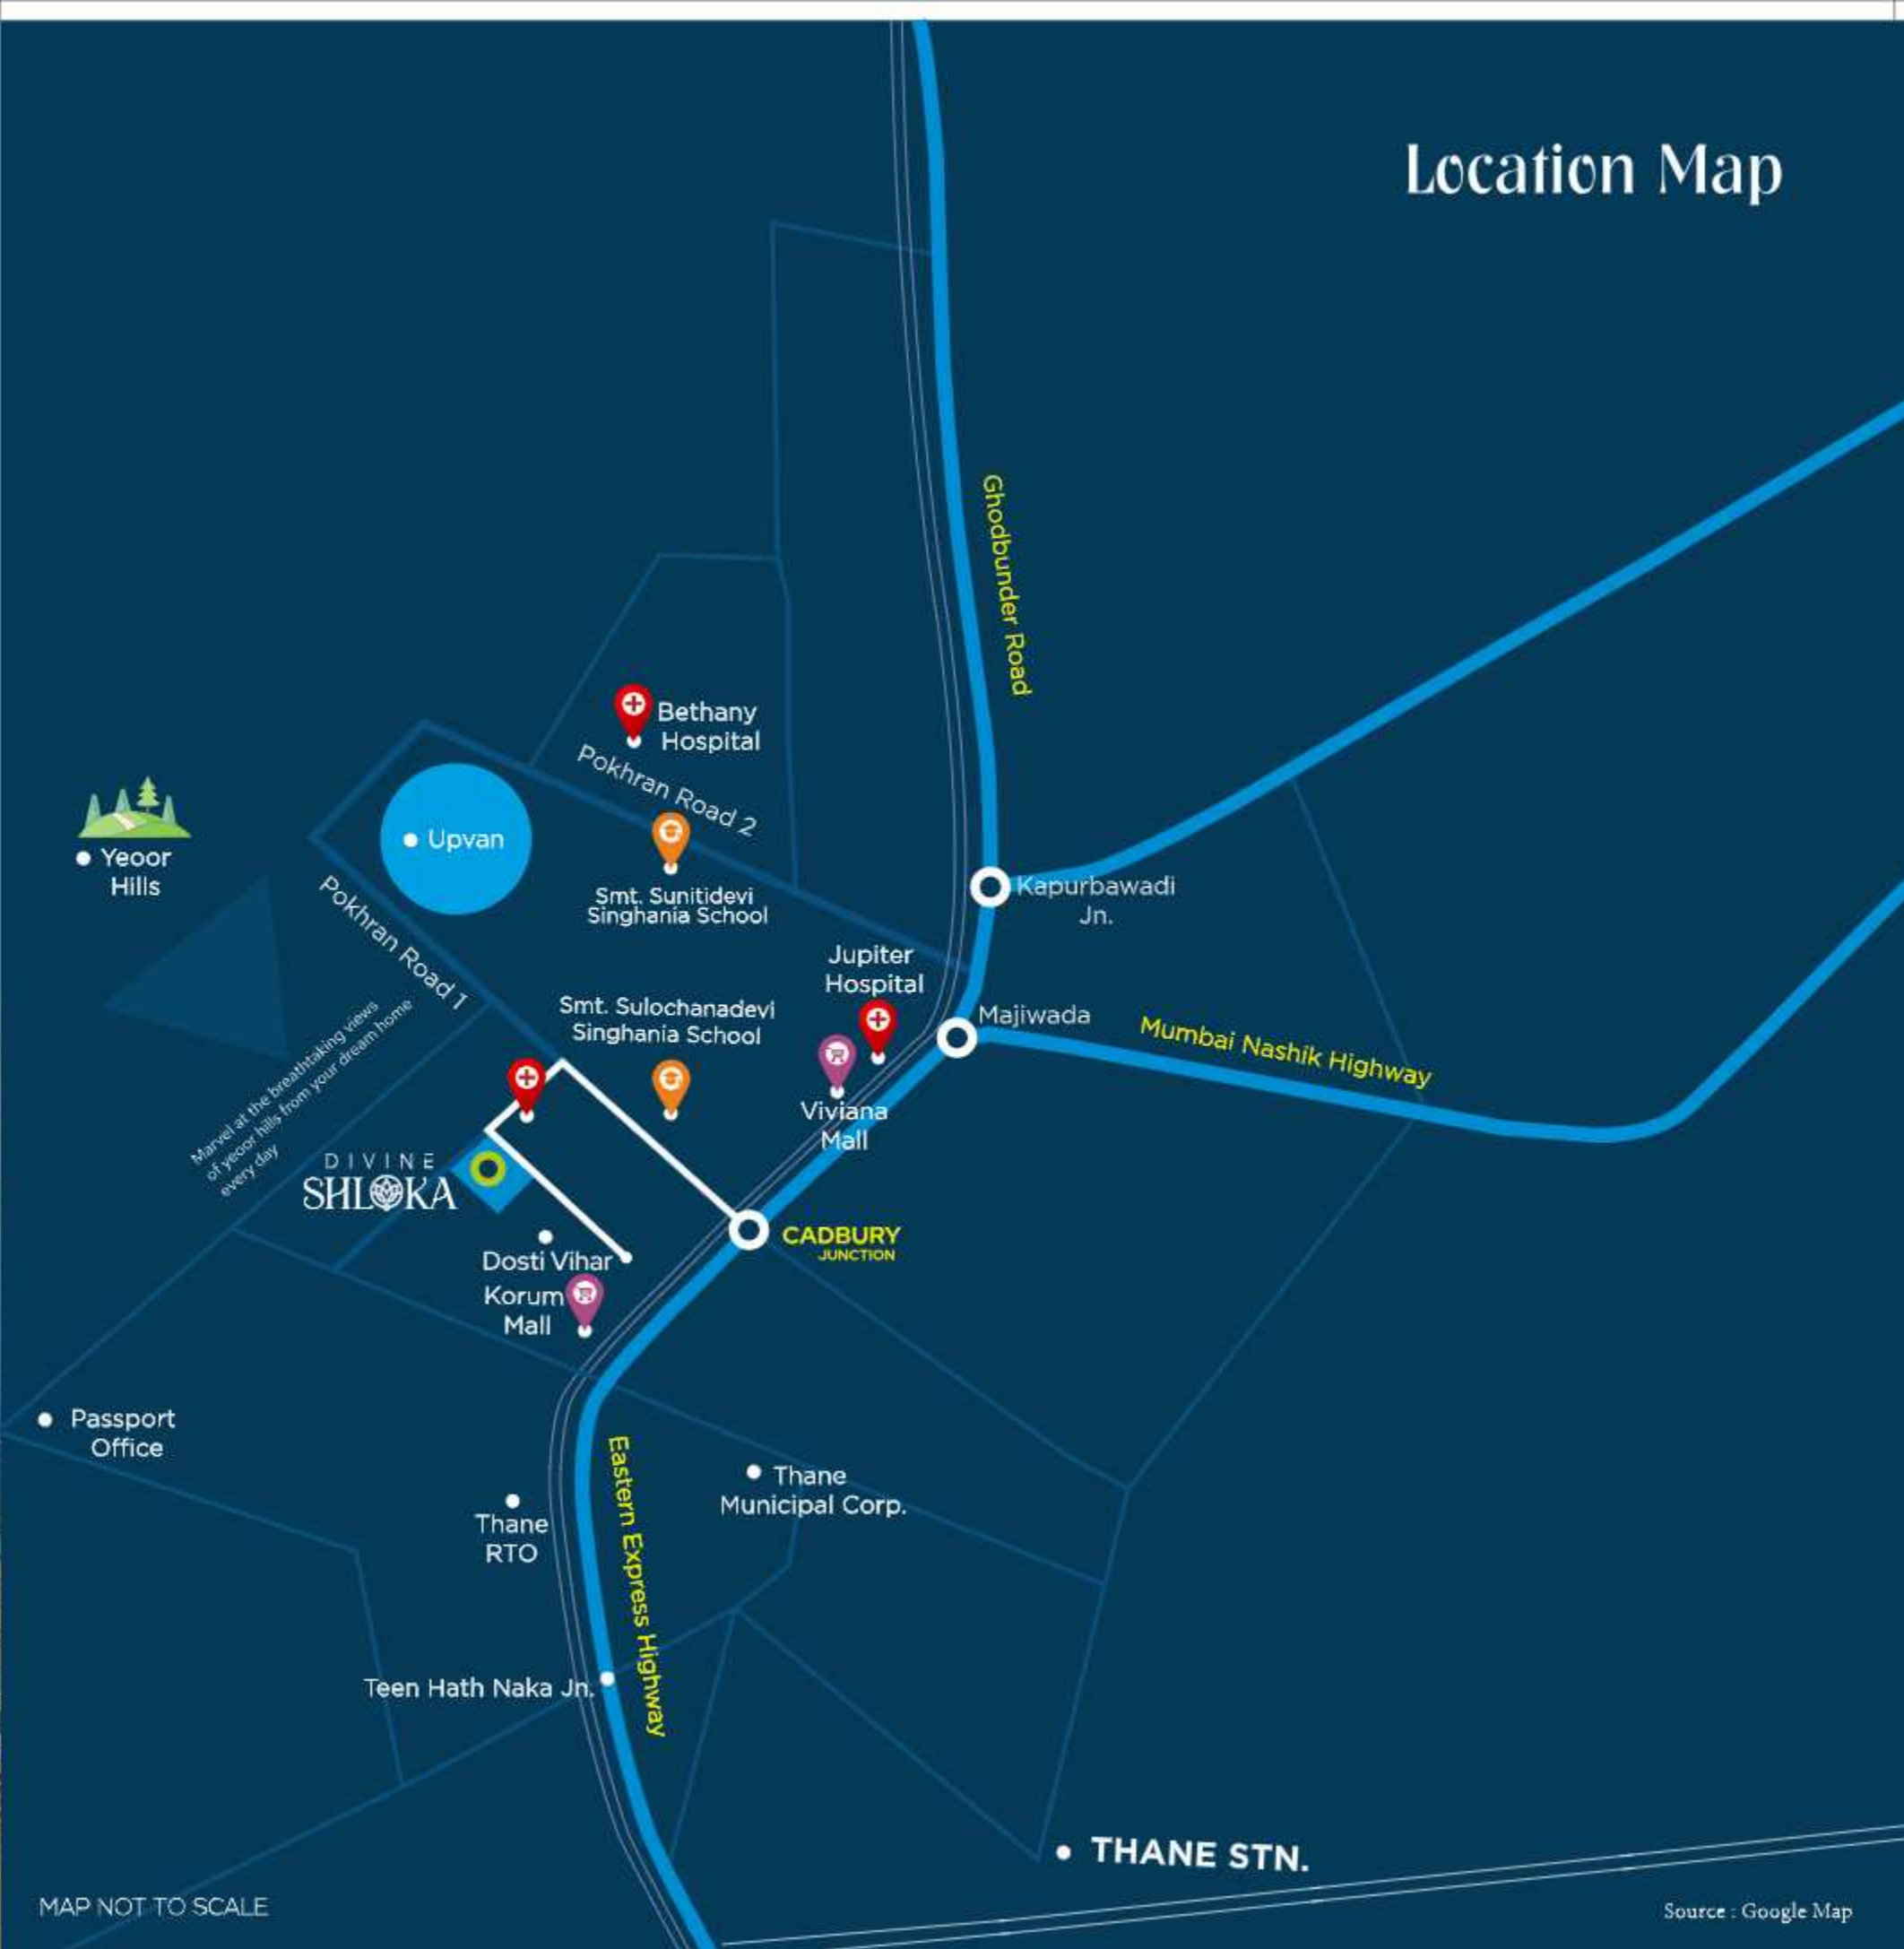 Location Map
Ghodbunder Road
Bethany
Hospital
Pokhran Road 2
Upvan
Yeoor
Hills
Smt. Sunitidevi
Singhania School
Kapurbawadi
Jn.
Pokhran Road 1
Jupiter
Hospital
Smt. Sulochanadevi
Singhania School
Majiwada
Mumbai Nashik Highway
Marvel at the breathtaking views
of yeoor hills from your dream home
every day
Viviana
Mall
DIVINE
SHLOKA
CADBURY
JUNCTION
Dosti Vihar
Korum
Mall
Passport
Office
Eastern Express Highway
Thane
Municipal Corp.
Thane
RTO
Teen Hath Naka Jn.
THANE STN.
MAP NOT TO SCALE
Source : Google Map